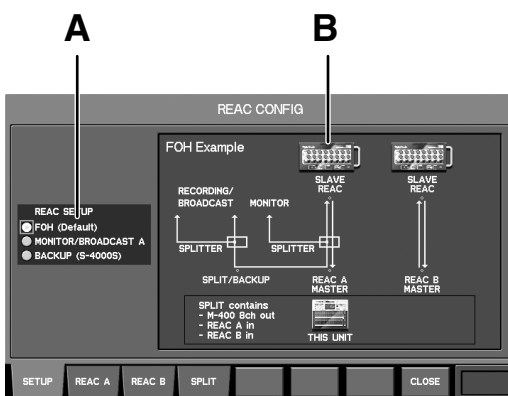 A
B
REAC CONFIG
FOH Example
SLAVE
REAC
SLAVE
REAC
RECORDING/
BROADCAST
MONITOR
REAC SETUP
FOH (Default)
MONITOR/BROADCAST A
BACKUP (S-4000S)
SPLITTER
SPLITTER
SPLIT/BACKUP
REAC A
MASTER
REAC B
MASTER
SPLIT contains
- M-400 8ch out
- REAC A in
- REAC B in
THIS UNIT
SETUP
REAC A
REAC B
SPLIT
CLOSE